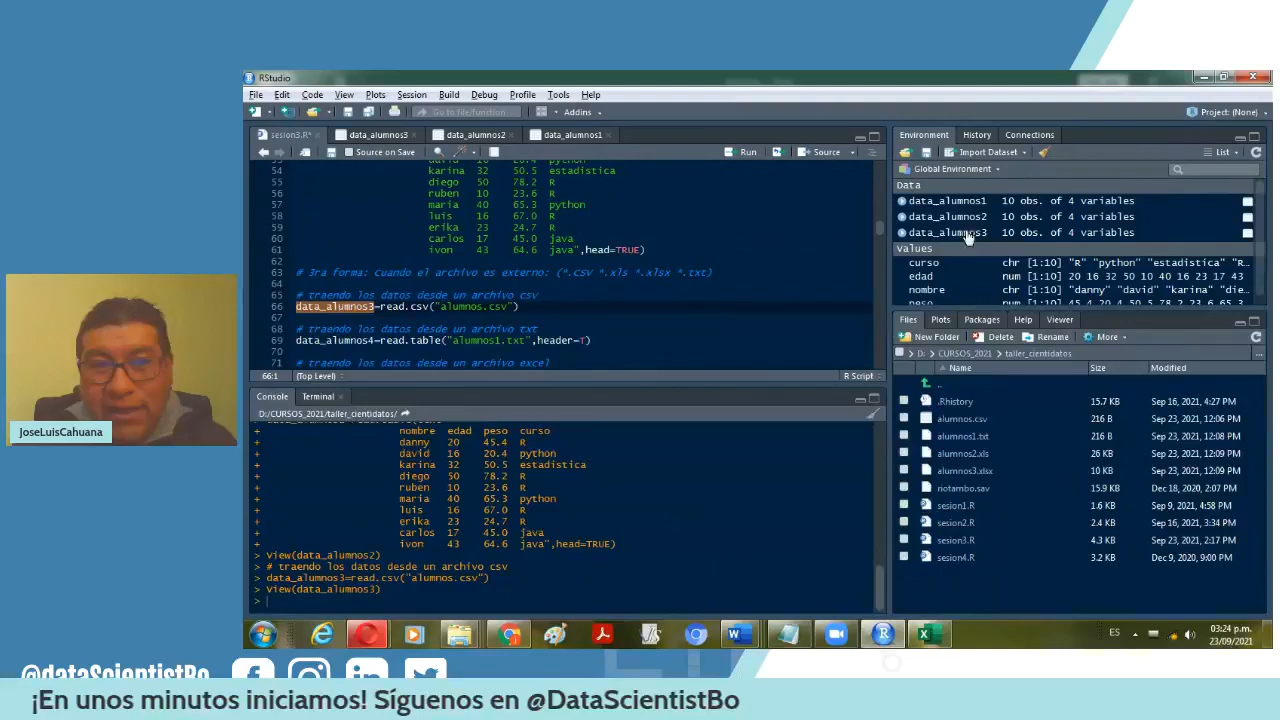 RStudio
File Edit Code View Plots Session Build Debug Profile Tools Help
Go to file/function Addins Project: (None)
sesion3.R* data_alumnos3 data_alumnos2 data_alumnos1
Source on Save Run Source
54 karina 32 50.5 estadistica
55 diego 50 78.2 R
56 ruben 10 23.6 R
57 maria 40 65.3 python
58 luis 16 67.0 R
59 erika 23 24.7 R
60 carlos 17 45.0 java
61 ivon 43 64.6 java",head=TRUE)
62
63 # 3ra forma: Cuando el archivo es externo: (*.CSV *.xls *.xlsx *.txt)
64
65 # traendo los datos desde un archivo csv
66 data_alumnos3=read.csv("alumnos.csv")
67
68 # traendo los datos desde un archivo txt
69 data_alumnos4=read.table("alumnos1.txt",header=T)
70
71 # traendo los datos desde un archivo excel
66:1 (Top Level) R Script
Console Terminal
D:/CURSOS_2021/taller_cientidatos/
+ nombre edad peso curso
+ danny 20 45.4 R
+ david 16 20.4 python
+ karina 32 50.5 estadistica
+ diego 50 78.2 R
+ ruben 10 23.6 R
+ maria 40 65.3 python
+ luis 16 67.0 R
+ erika 23 24.7 R
+ carlos 17 45.0 java
+ ivon 43 64.6 java",head=TRUE)
> View(data_alumnos2)
> # traendo los datos desde un archivo csv
> data_alumnos3=read.csv("alumnos.csv")
> View(data_alumnos3)
>
Environment History Connections
Import Dataset List
Global Environment
Data
data_alumnos1 10 obs. of 4 variables
data_alumnos2 10 obs. of 4 variables
data_alumnos3 10 obs. of 4 variables
Values
curso chr [1:10] "R" "python" "estadistica" "R…
edad num [1:10] 20 16 32 50 10 40 16 23 17 43
nombre chr [1:10] "danny" "david" "karina" "die…
Files Plots Packages Help Viewer
New Folder Delete Rename More
D: CURSOS_2021 taller_cientidatos
Name Size Modified
..
.Rhistory 15.7 KB Sep 16, 2021, 4:27 PM
alumnos.csv 216 B Sep 23, 2021, 12:06 PM
alumnos1.txt 216 B Sep 23, 2021, 12:08 PM
alumnos2.xls 26 KB Sep 23, 2021, 12:09 PM
alumnos3.xlsx 10 KB Sep 23, 2021, 12:09 PM
riotambo.sav 15.9 KB Dec 18, 2020, 2:07 PM
sesion1.R 1.6 KB Sep 9, 2021, 4:58 PM
sesion2.R 2.4 KB Sep 16, 2021, 3:34 PM
sesion3.R 4.3 KB Sep 23, 2021, 2:17 PM
sesion4.R 3.2 KB Dec 9, 2020, 9:00 PM
JoseLuisCahuana
ES 03:24 p.m.
23/09/2021
@dataScientistBo
¡En unos minutos iniciamos! Síguenos en @DataScientistBo